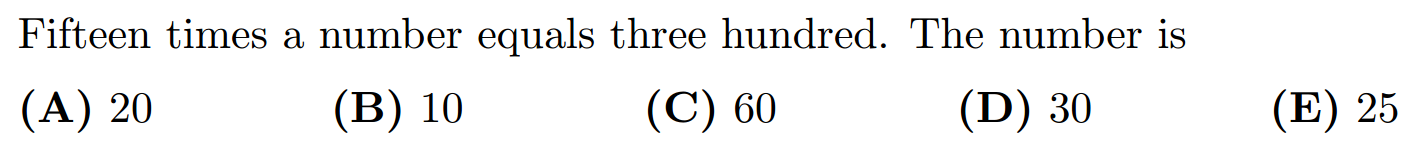 Fifteen times a number equals three hundred. The number is
(A) 20 (B) 10 (C) 60 (D) 30 (E) 25